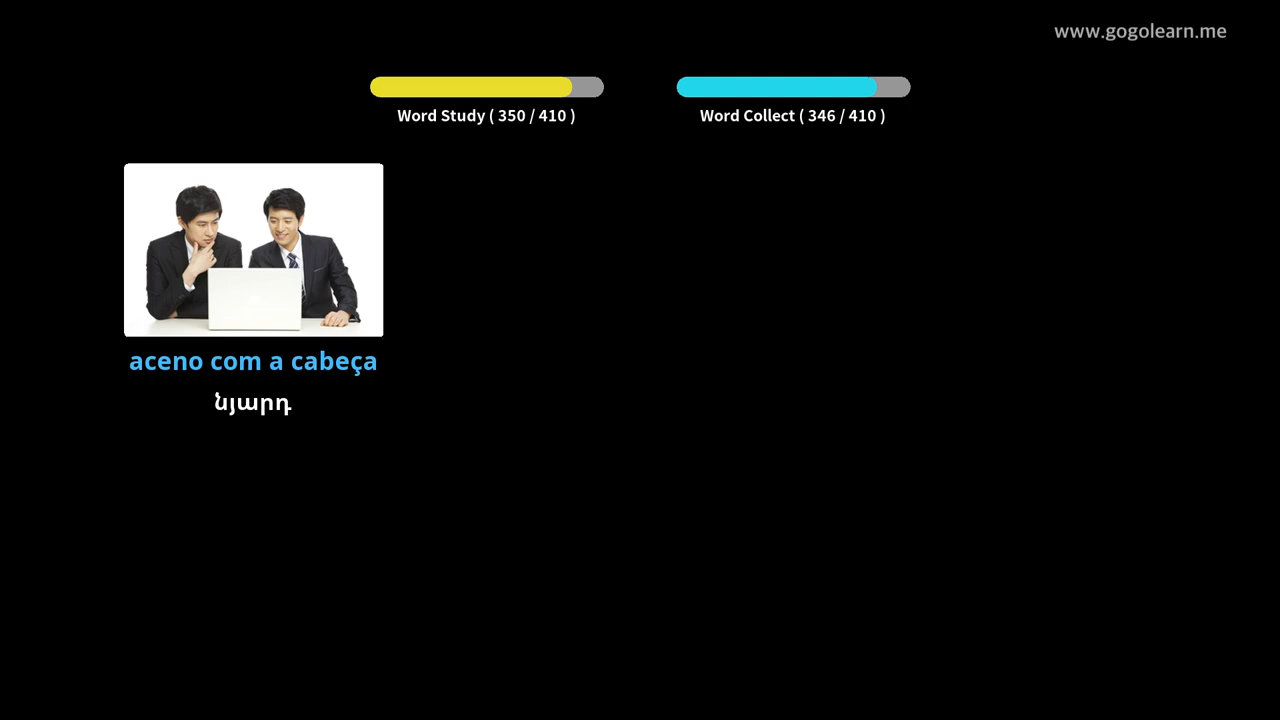 www.gogolearn.me
Word Study ( 350 / 410 )
Word Collect ( 346 / 410 )
aceno com a cabeça
նյարդ